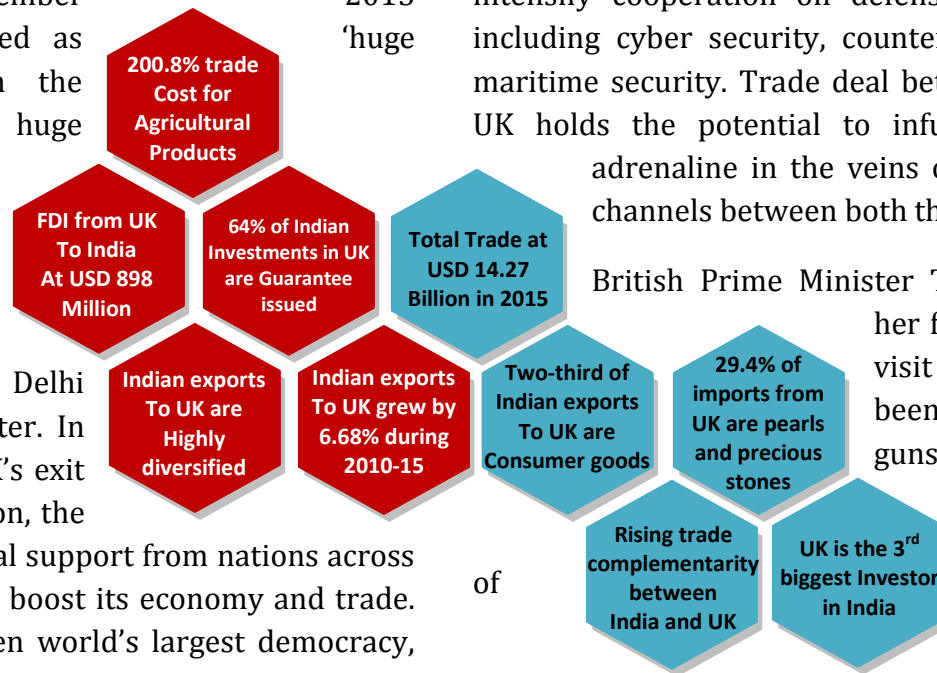 ember 2015
ed as ‘huge
the
huge
Delhi
ter. In
K’s exit
on, the
al support from nations across
boost its economy and trade.
en world’s largest democracy,
200.8% trade
Cost for
Agricultural
Products
FDI from UK
To India
At USD 898
Million
64% of Indian
Investments in UK
are Guarantee
issued
Total Trade at
USD 14.27
Billion in 2015
Indian exports
To UK are
Highly
diversified
Indian exports
To UK grew by
6.68% during
2010-15
Two-third of
Indian exports
To UK are
Consumer goods
29.4% of
imports from
UK are pearls
and precious
stones
Rising trade
complementarity
between
India and UK
UK is the 3rd
biggest Investor
in India
intensify cooperation on defens
including cyber security, counter
maritime security. Trade deal bet
UK holds the potential to infu
adrenaline in the veins o
channels between both th
British Prime Minister T
her f
visit
been
guns
of